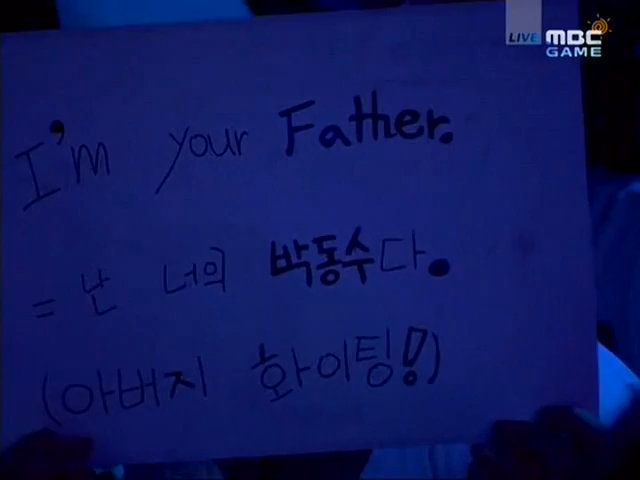 LIVE MBC
GAME
I'm your Father.
= 난 너의 박동수다.
(아버지 화이팅!)